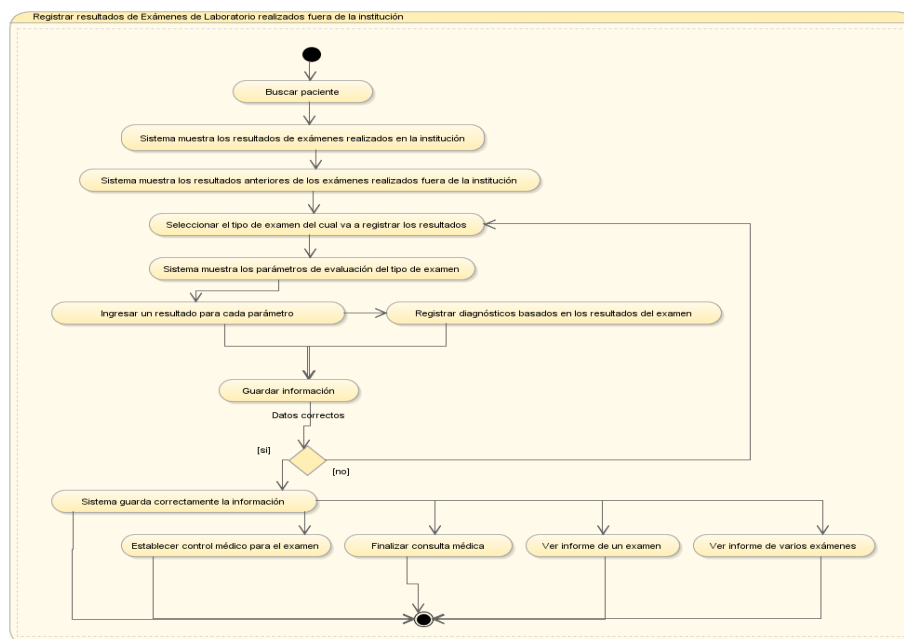 Registrar resultados de Exámenes de Laboratorio realizados fuera de la institución
Buscar paciente
Sistema muestra los resultados de exámenes realizados en la institución
Sistema muestra los resultados anteriores de los exámenes realizados fuera de la institución
Seleccionar el tipo de examen del cual va a registrar los resultados
Sistema muestra los parámetros de evaluación del tipo de examen
Ingresar un resultado para cada parámetro
Registrar diagnósticos basados en los resultados del examen
Guardar información
Datos correctos
[si]
[no]
Sistema guarda correctamente la información
Establecer control médico para el examen
Finalizar consulta médica
Ver informe de un examen
Ver informe de varios exámenes